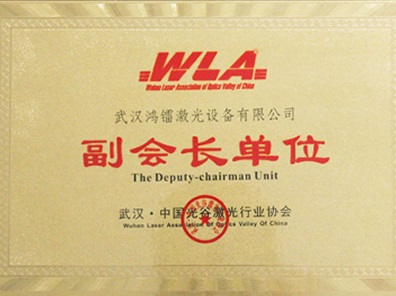 WLA
Wuhan Laser Association of Optics Valley of China
武汉鸿镭激光设备有限公司
副会长单位
The Deputy-chairman Unit
武汉·中国光谷激光行业协会
Wuhan Laser Association Of Optics Valley Of China